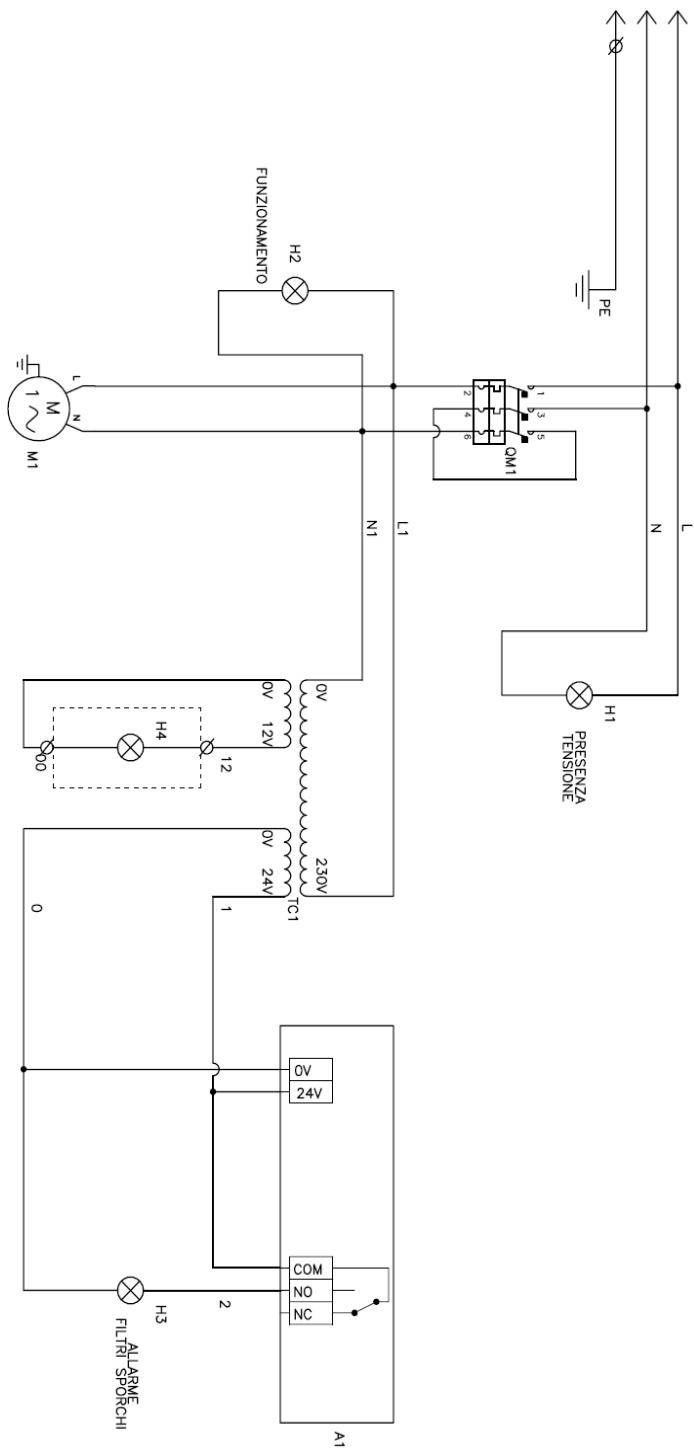 L
N
PE
H1
PRESENZA
TENSIONE
1
3
5
QM1
2
4
6
H2
FUNZIONAMENTO
L1
N1
L
N
M
1
M1
0V
230V
TC1
0V
12V
0V
24V
12
H4
00
1
0
A1
0V
24V
COM
NO
NC
2
H3
ALLARME
FILTRI SPORCHI